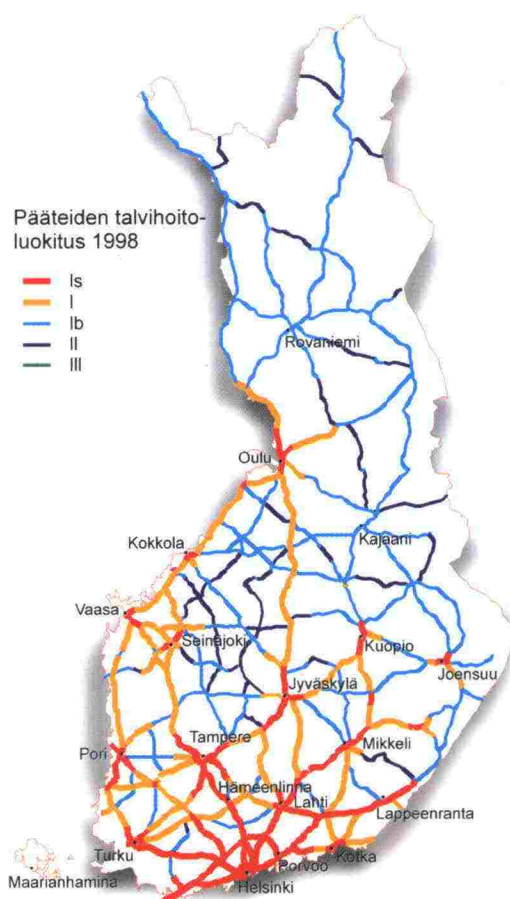 Pääteiden talvihoito-
luokitus 1998
Is
I
Ib
II
III
Rovaniemi
Oulu
Kajaani
Kokkola
Vaasa
Seinäjoki
Kuopio
Joensuu
Jyväskylä
Pori
Tampere
Mikkeli
Hämeenlinna
Lahti
Lappeenranta
Turku
Porvoo
Kotka
Maarianhamina
Helsinki